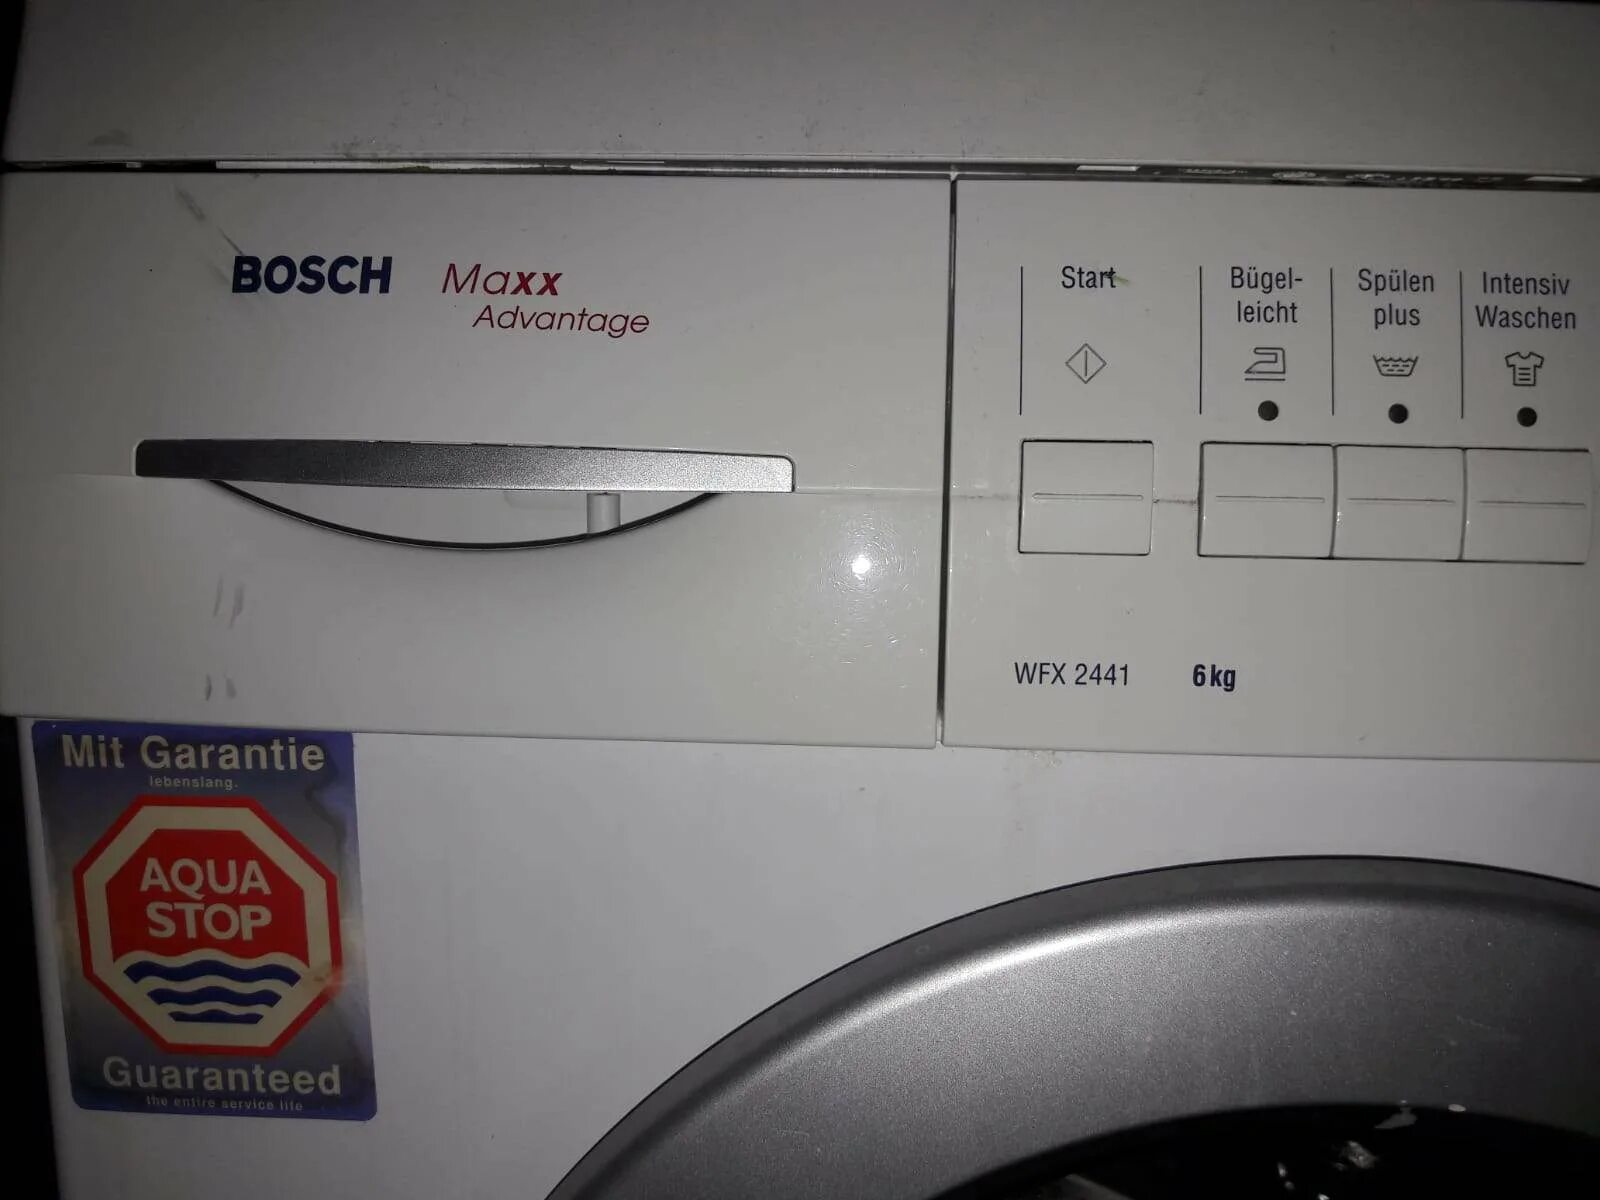 BOSCH
Maxx
Advantage
Start
Bügel-
leicht
Spülen
plus
Intensiv
Waschen
WFX 2441 6kg
Mit Garantie
lebenslang.
AQUA
STOP
Guaranteed
the entire service life